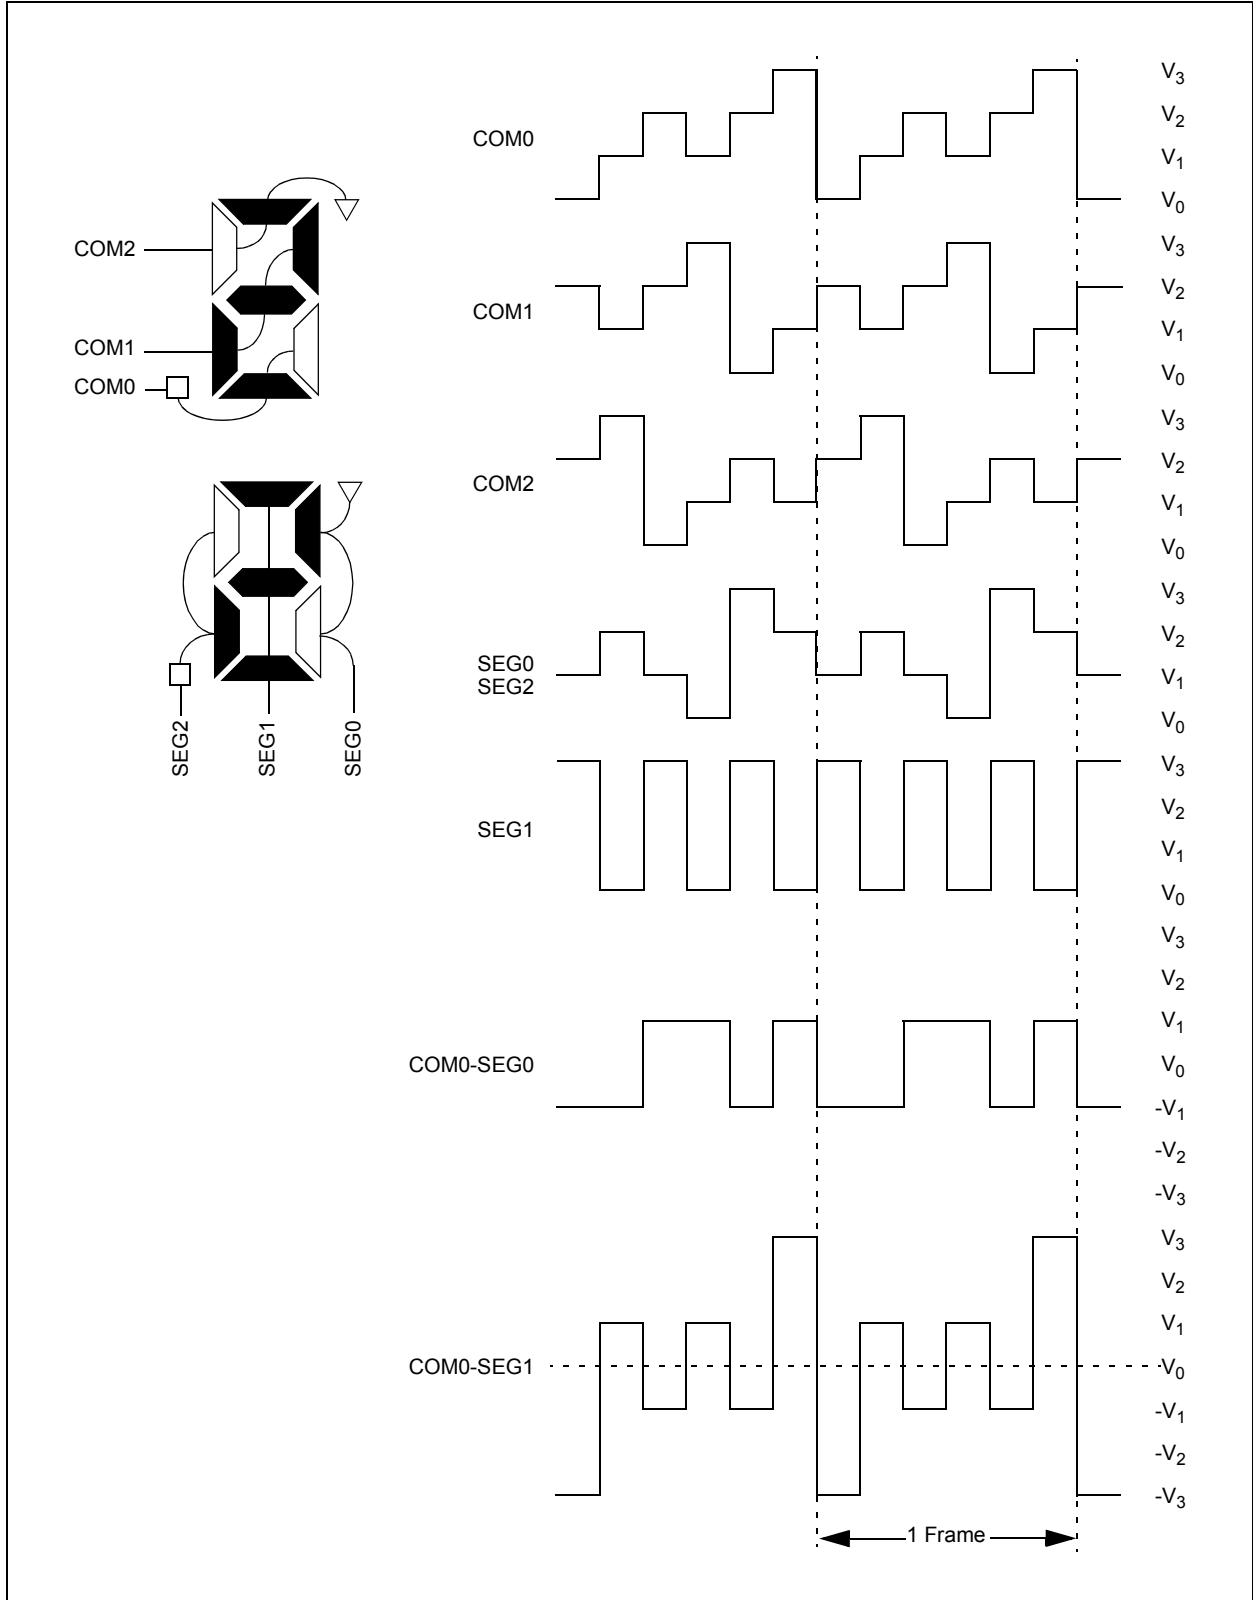 V3
V2
COM0
V1
V0
COM2
V3
V2
COM1
V1
COM1
COM0
V0
V3
V2
COM2
V1
V0
V3
V2
SEG0
SEG2
V1
V0
SEG2
SEG1
SEG0
V3
V2
SEG1
V1
V0
V3
V2
V1
COM0-SEG0
V0
-V1
-V2
-V3
V3
V2
V1
COM0-SEG1
V0
-V1
-V2
-V3
1 Frame